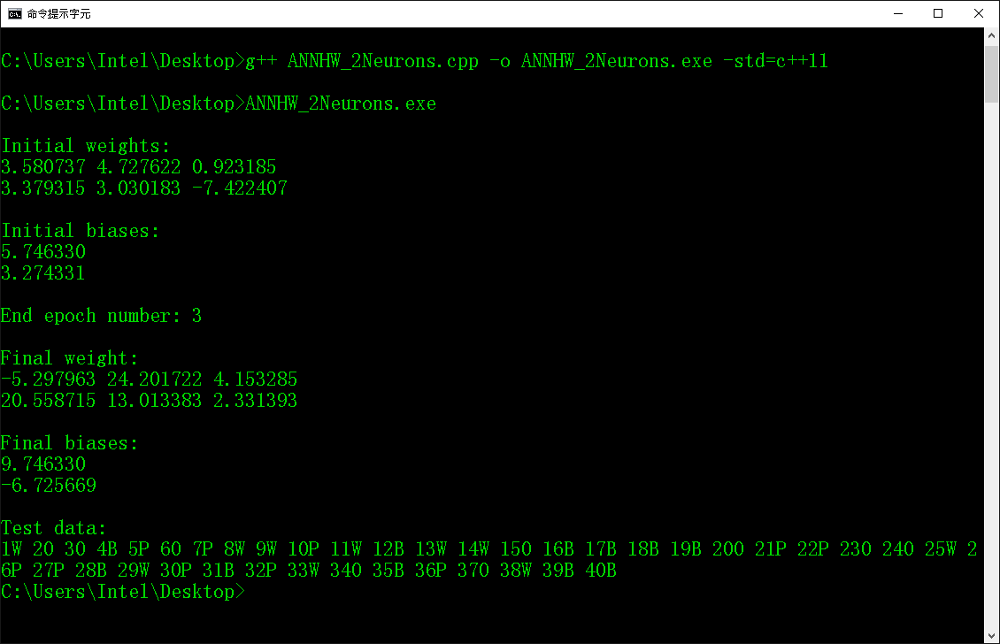 命令提示字元
C:\Users\Intel\Desktop>g++ ANNHW_2Neurons.cpp -o ANNHW_2Neurons.exe -std=c++11
C:\Users\Intel\Desktop>ANNHW_2Neurons.exe
Initial weights:
3.580737 4.727622 0.923185
3.379315 3.030183 -7.422407
Initial biases:
5.746330
3.274331
End epoch number: 3
Final weight:
-5.297963 24.201722 4.153285
20.558715 13.013383 2.331393
Final biases:
9.746330
-6.725669
Test data:
1W 2O 3O 4B 5P 6O 7P 8W 9W 10P 11W 12B 13W 14W 15O 16B 17B 18B 19B 20O 21P 22P 23O 24O 25W 2
6P 27P 28B 29W 30P 31B 32P 33W 34O 35B 36P 37O 38W 39B 40B
C:\Users\Intel\Desktop>